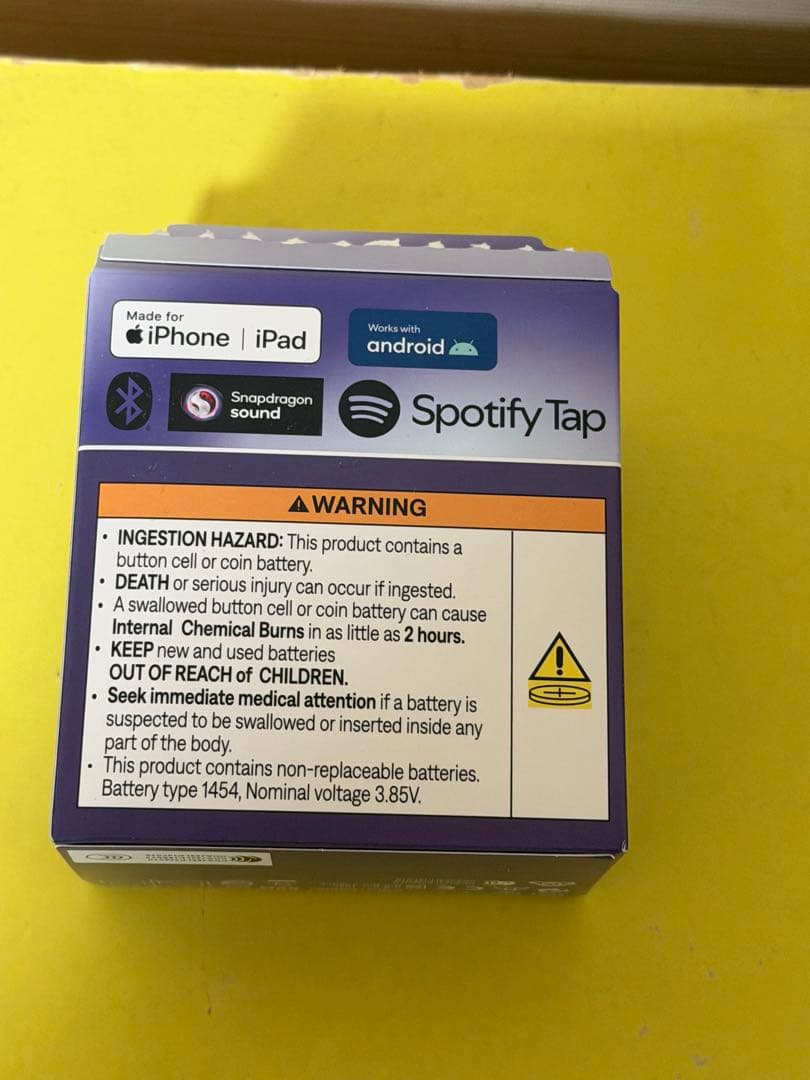 Made for
iPhone | iPad
Works with
android
Snapdragon
sound
Spotify Tap
WARNING
• INGESTION HAZARD: This product contains a
button cell or coin battery.
• DEATH or serious injury can occur if ingested.
• A swallowed button cell or coin battery can cause
Internal Chemical Burns in as little as 2 hours.
• KEEP new and used batteries
OUT OF REACH of CHILDREN.
• Seek immediate medical attention if a battery is
suspected to be swallowed or inserted inside any
part of the body.
• This product contains non-replaceable batteries.
Battery type 1454, Nominal voltage 3.85V.